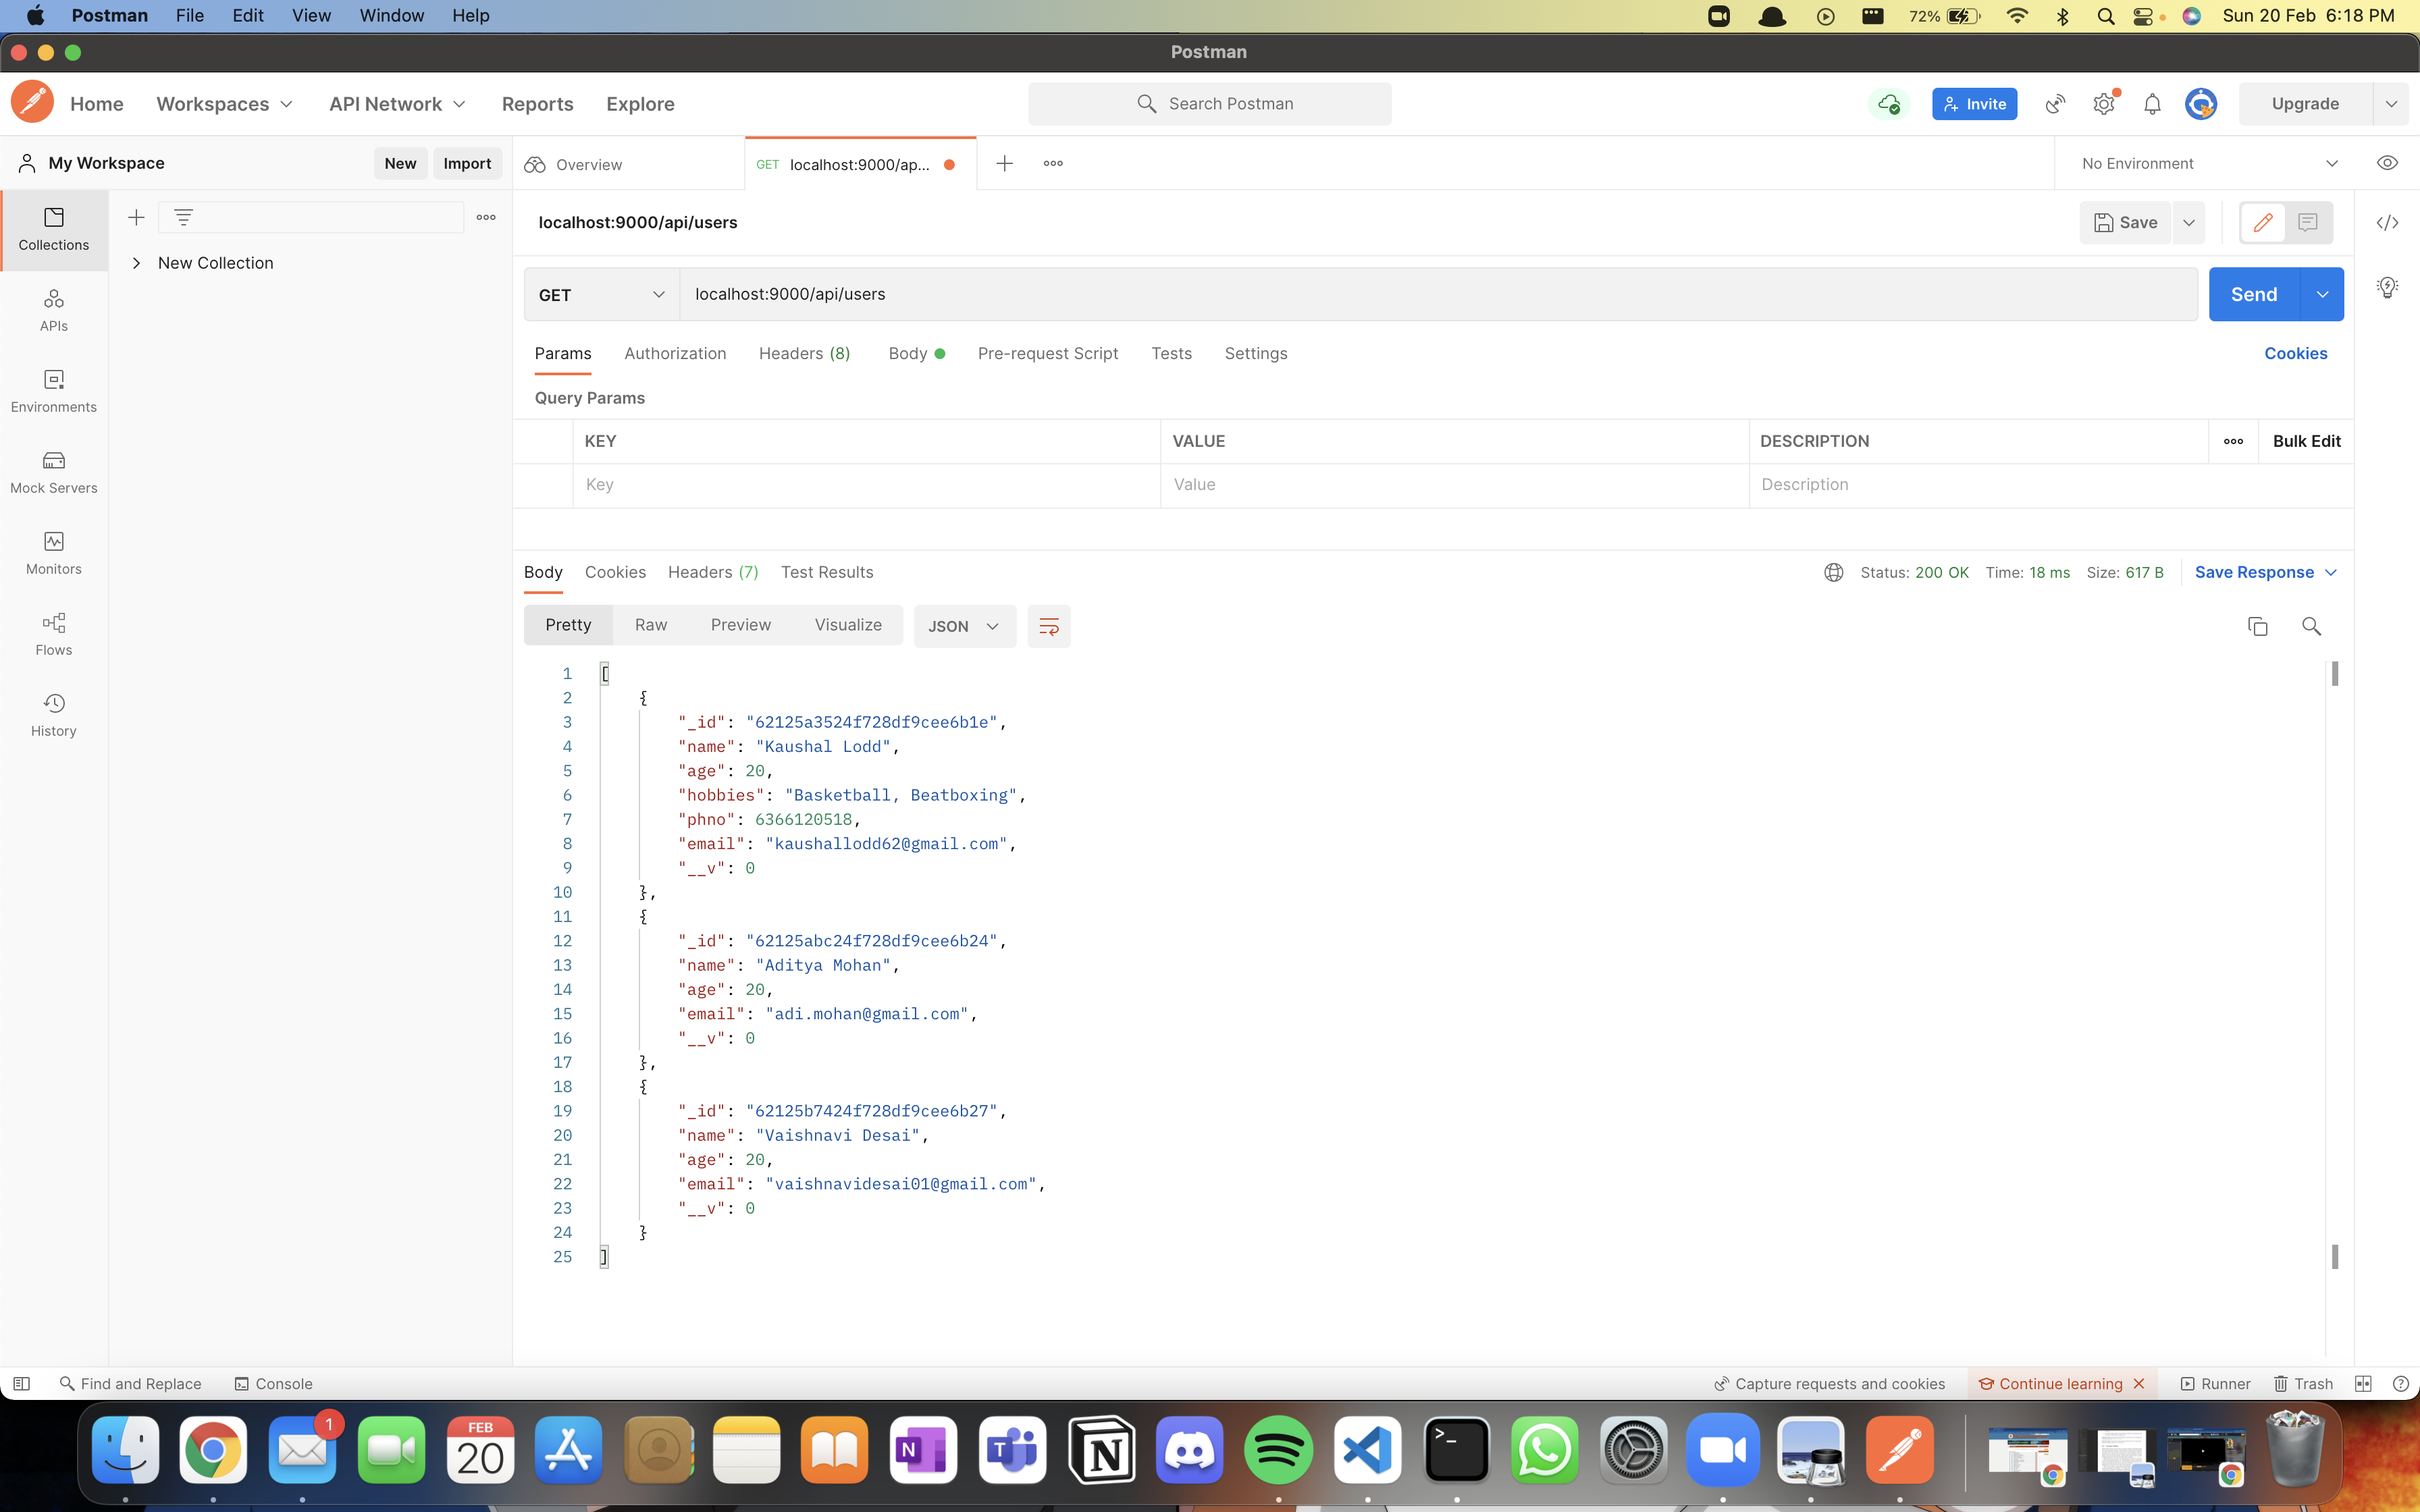 Postman File Edit View Window Help 72% Sun 20 Feb 6:18 PM
Postman
Home Workspaces API Network Reports Explore Search Postman Invite Upgrade
My Workspace New Import Overview GET localhost:9000/ap... No Environment
Collections
New Collection
APIs
Environments
Mock Servers
Monitors
Flows
History
localhost:9000/api/users Save
GET localhost:9000/api/users Send
Params Authorization Headers (8) Body Pre-request Script Tests Settings Cookies
Query Params
KEY VALUE DESCRIPTION Bulk Edit
Key Value Description
Body Cookies Headers (7) Test Results Status: 200 OK Time: 18 ms Size: 617 B Save Response
Pretty Raw Preview Visualize JSON
1 [
2 {
3 "_id": "62125a3524f728df9cee6b1e",
4 "name": "Kaushal Lodd",
5 "age": 20,
6 "hobbies": "Basketball, Beatboxing",
7 "phno": 6366120518,
8 "email": "kaushallodd62@gmail.com",
9 "__v": 0
10 },
11 {
12 "_id": "62125abc24f728df9cee6b24",
13 "name": "Aditya Mohan",
14 "age": 20,
15 "email": "adi.mohan@gmail.com",
16 "__v": 0
17 },
18 {
19 "_id": "62125b7424f728df9cee6b27",
20 "name": "Vaishnavi Desai",
21 "age": 20,
22 "email": "vaishnavidesai01@gmail.com",
23 "__v": 0
24 }
25 ]
Find and Replace Console Capture requests and cookies Continue learning Runner Trash
1
FEB
20